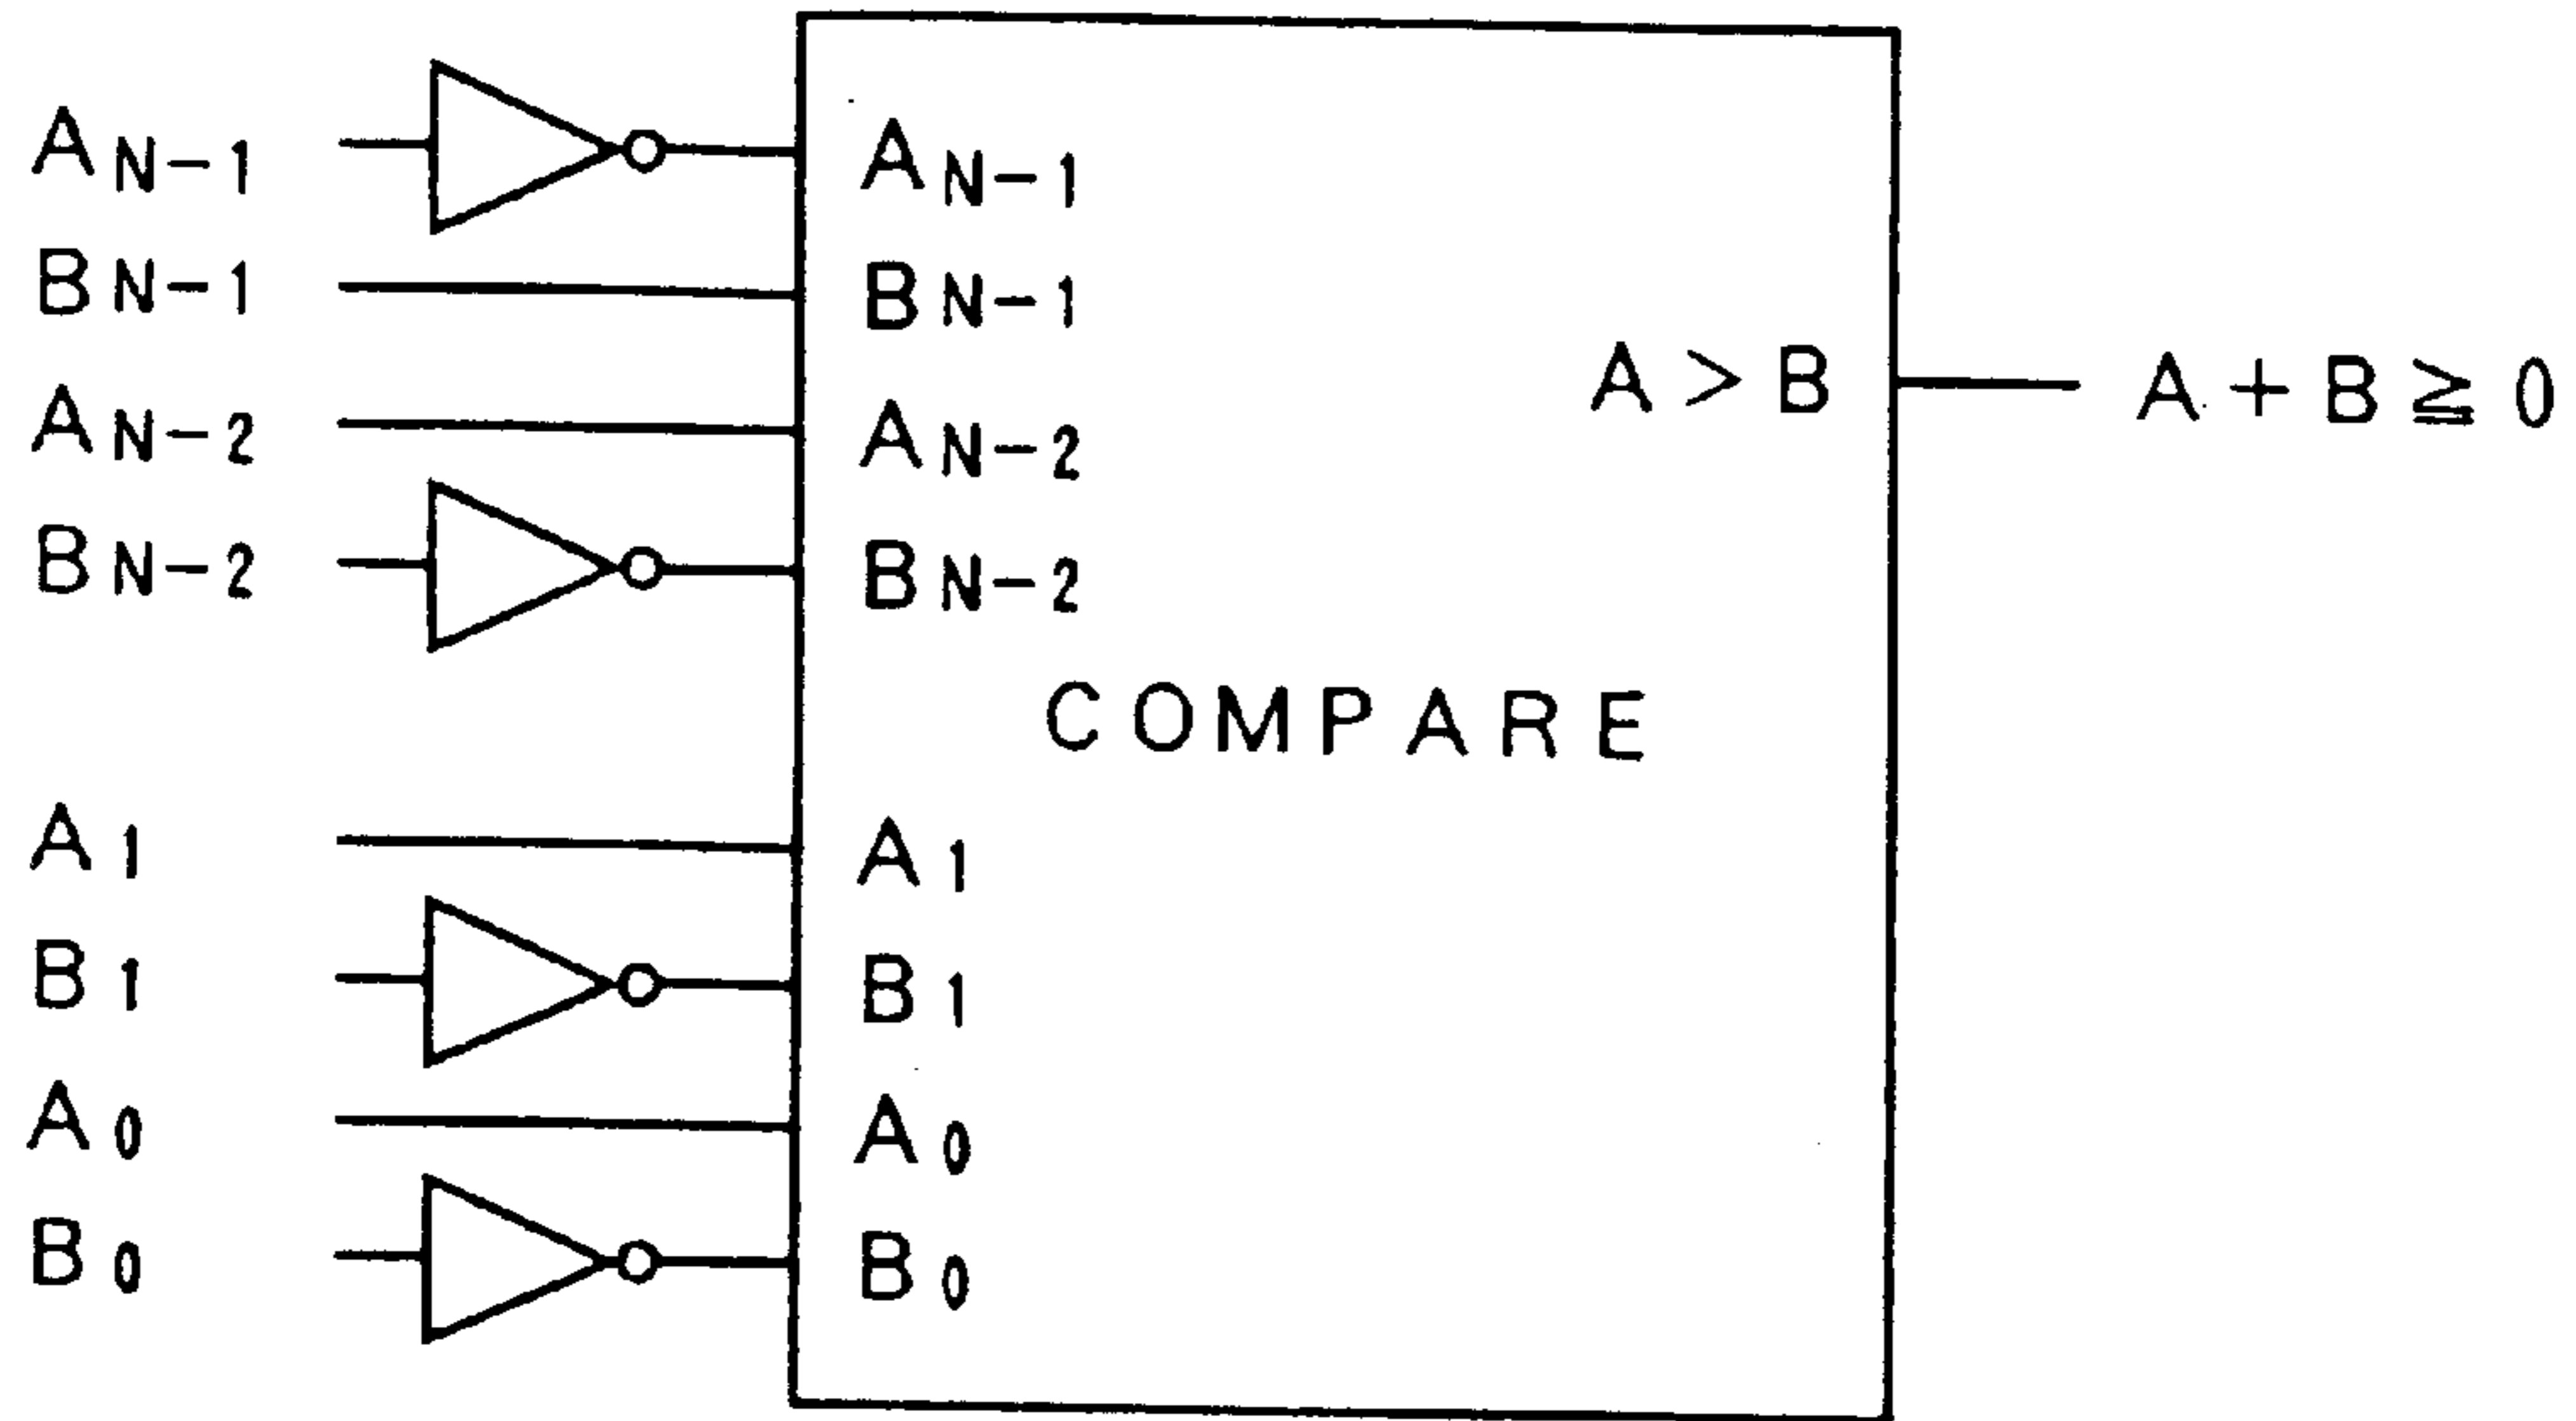 A N-1 A N-1
B N-1 B N-1
A > B A + B ≧ 0
A N-2 A N-2
B N-2 B N-2
COMPARE
A 1 A 1
B 1 B 1
A 0 A 0
B 0 B 0